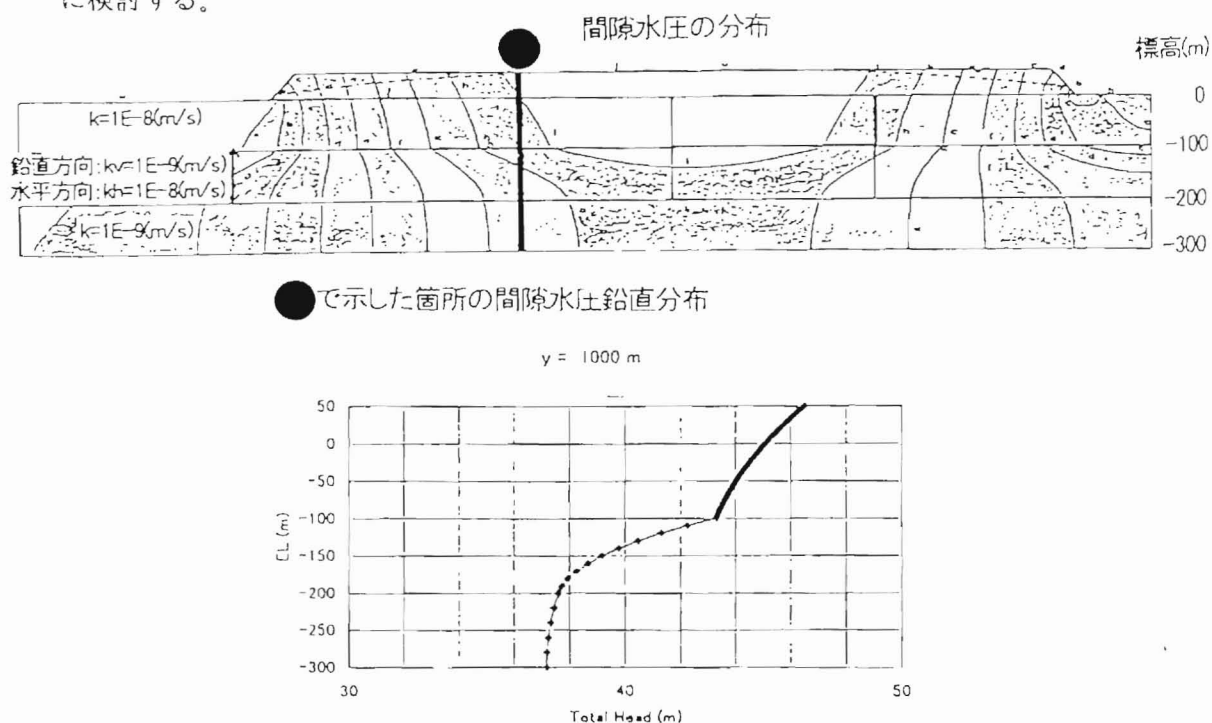 に検討する。
間隙水圧の分布
標高(m)
0
k=1E-8(m/s)
-100
鉛直方向:kv=1E-9(m/s)
水平方向:kh=1E-8(m/s)
-200
k=1E-9(m/s)
-300
●で示した箇所の間隙水圧鉛直分布
y = 1000 m
50
0
-50
-100
-150
-200
-250
-300
EL (m)
30 40 50
Total Head (m)